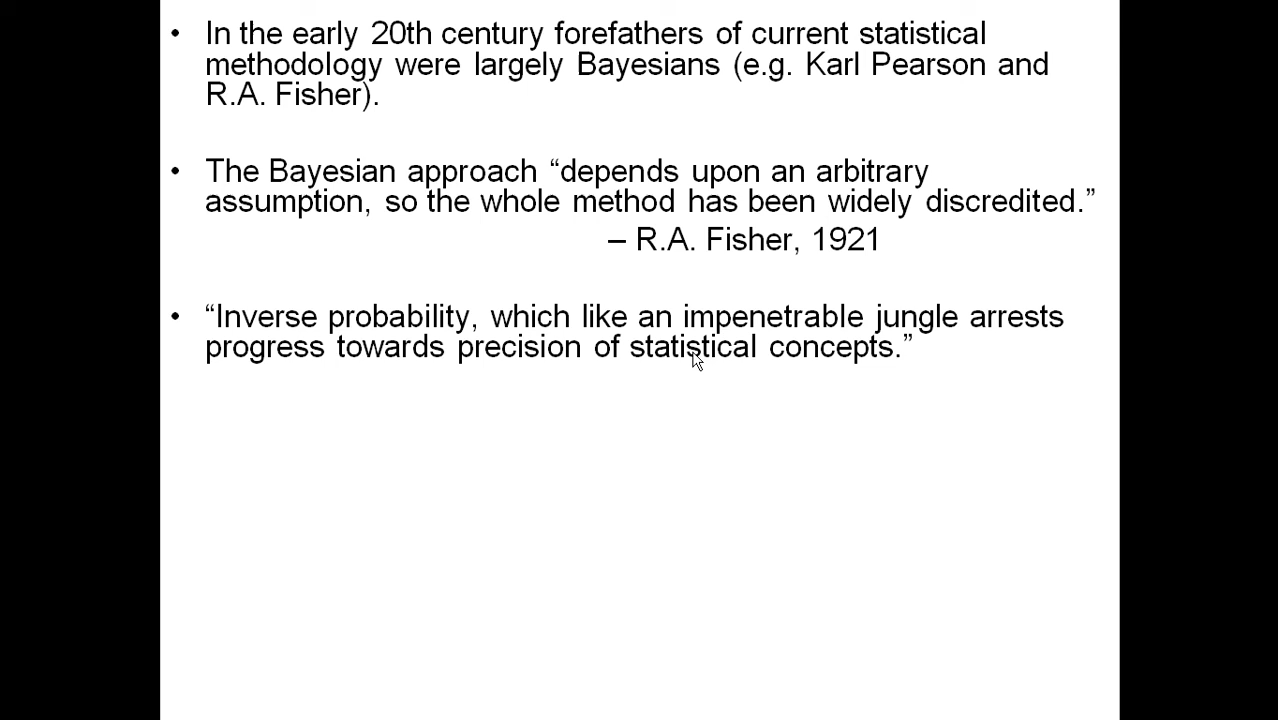 • In the early 20th century forefathers of current statistical
methodology were largely Bayesians (e.g. Karl Pearson and
R.A. Fisher).
• The Bayesian approach “depends upon an arbitrary
assumption, so the whole method has been widely discredited.”
– R.A. Fisher, 1921
• “Inverse probability, which like an impenetrable jungle arrests
progress towards precision of statistical concepts.”